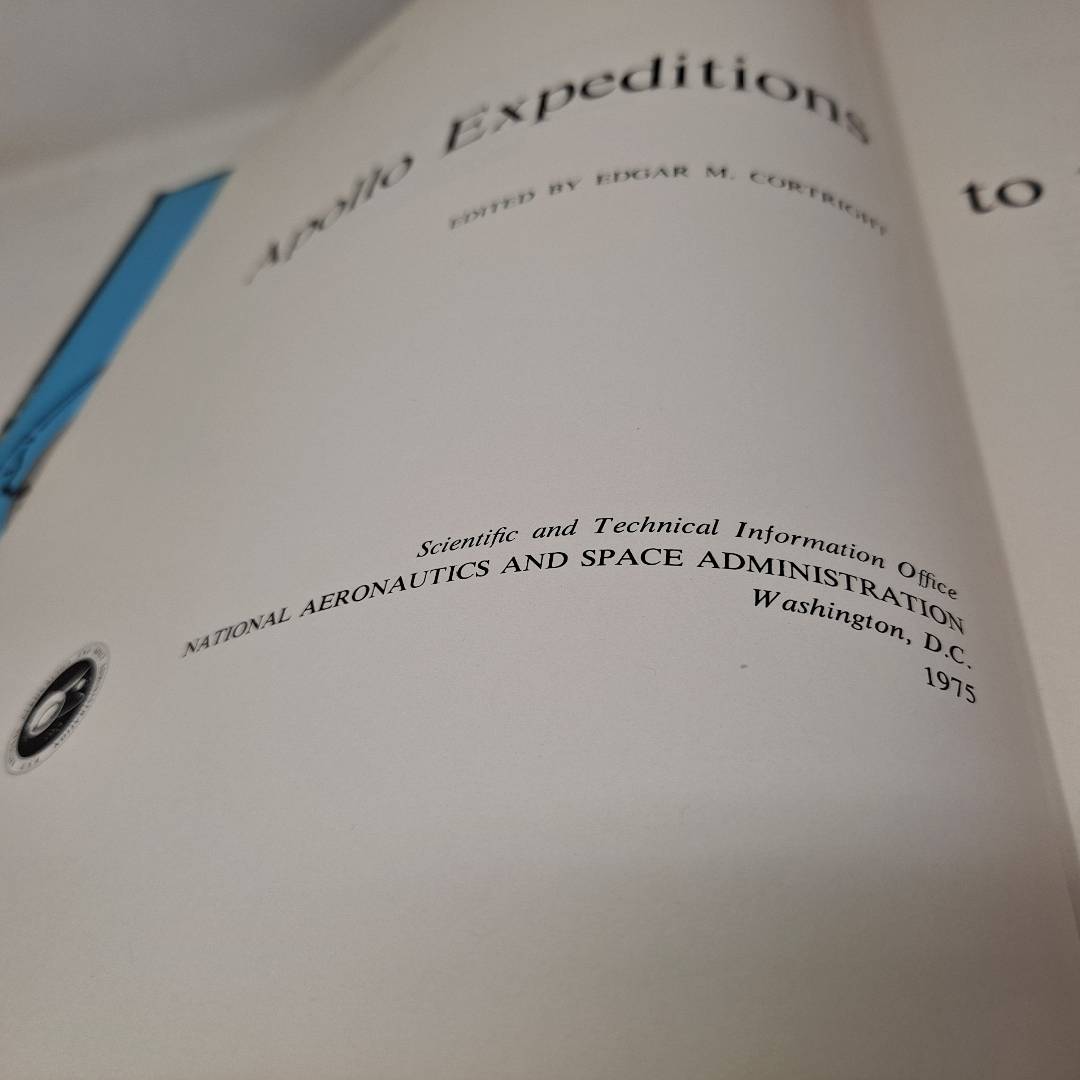 Apollo Expeditions to
EDITED BY EDGAR M. CORTRIGHT
Scientific and Technical Information Office
NATIONAL AERONAUTICS AND SPACE ADMINISTRATION
Washington, D.C.
1975